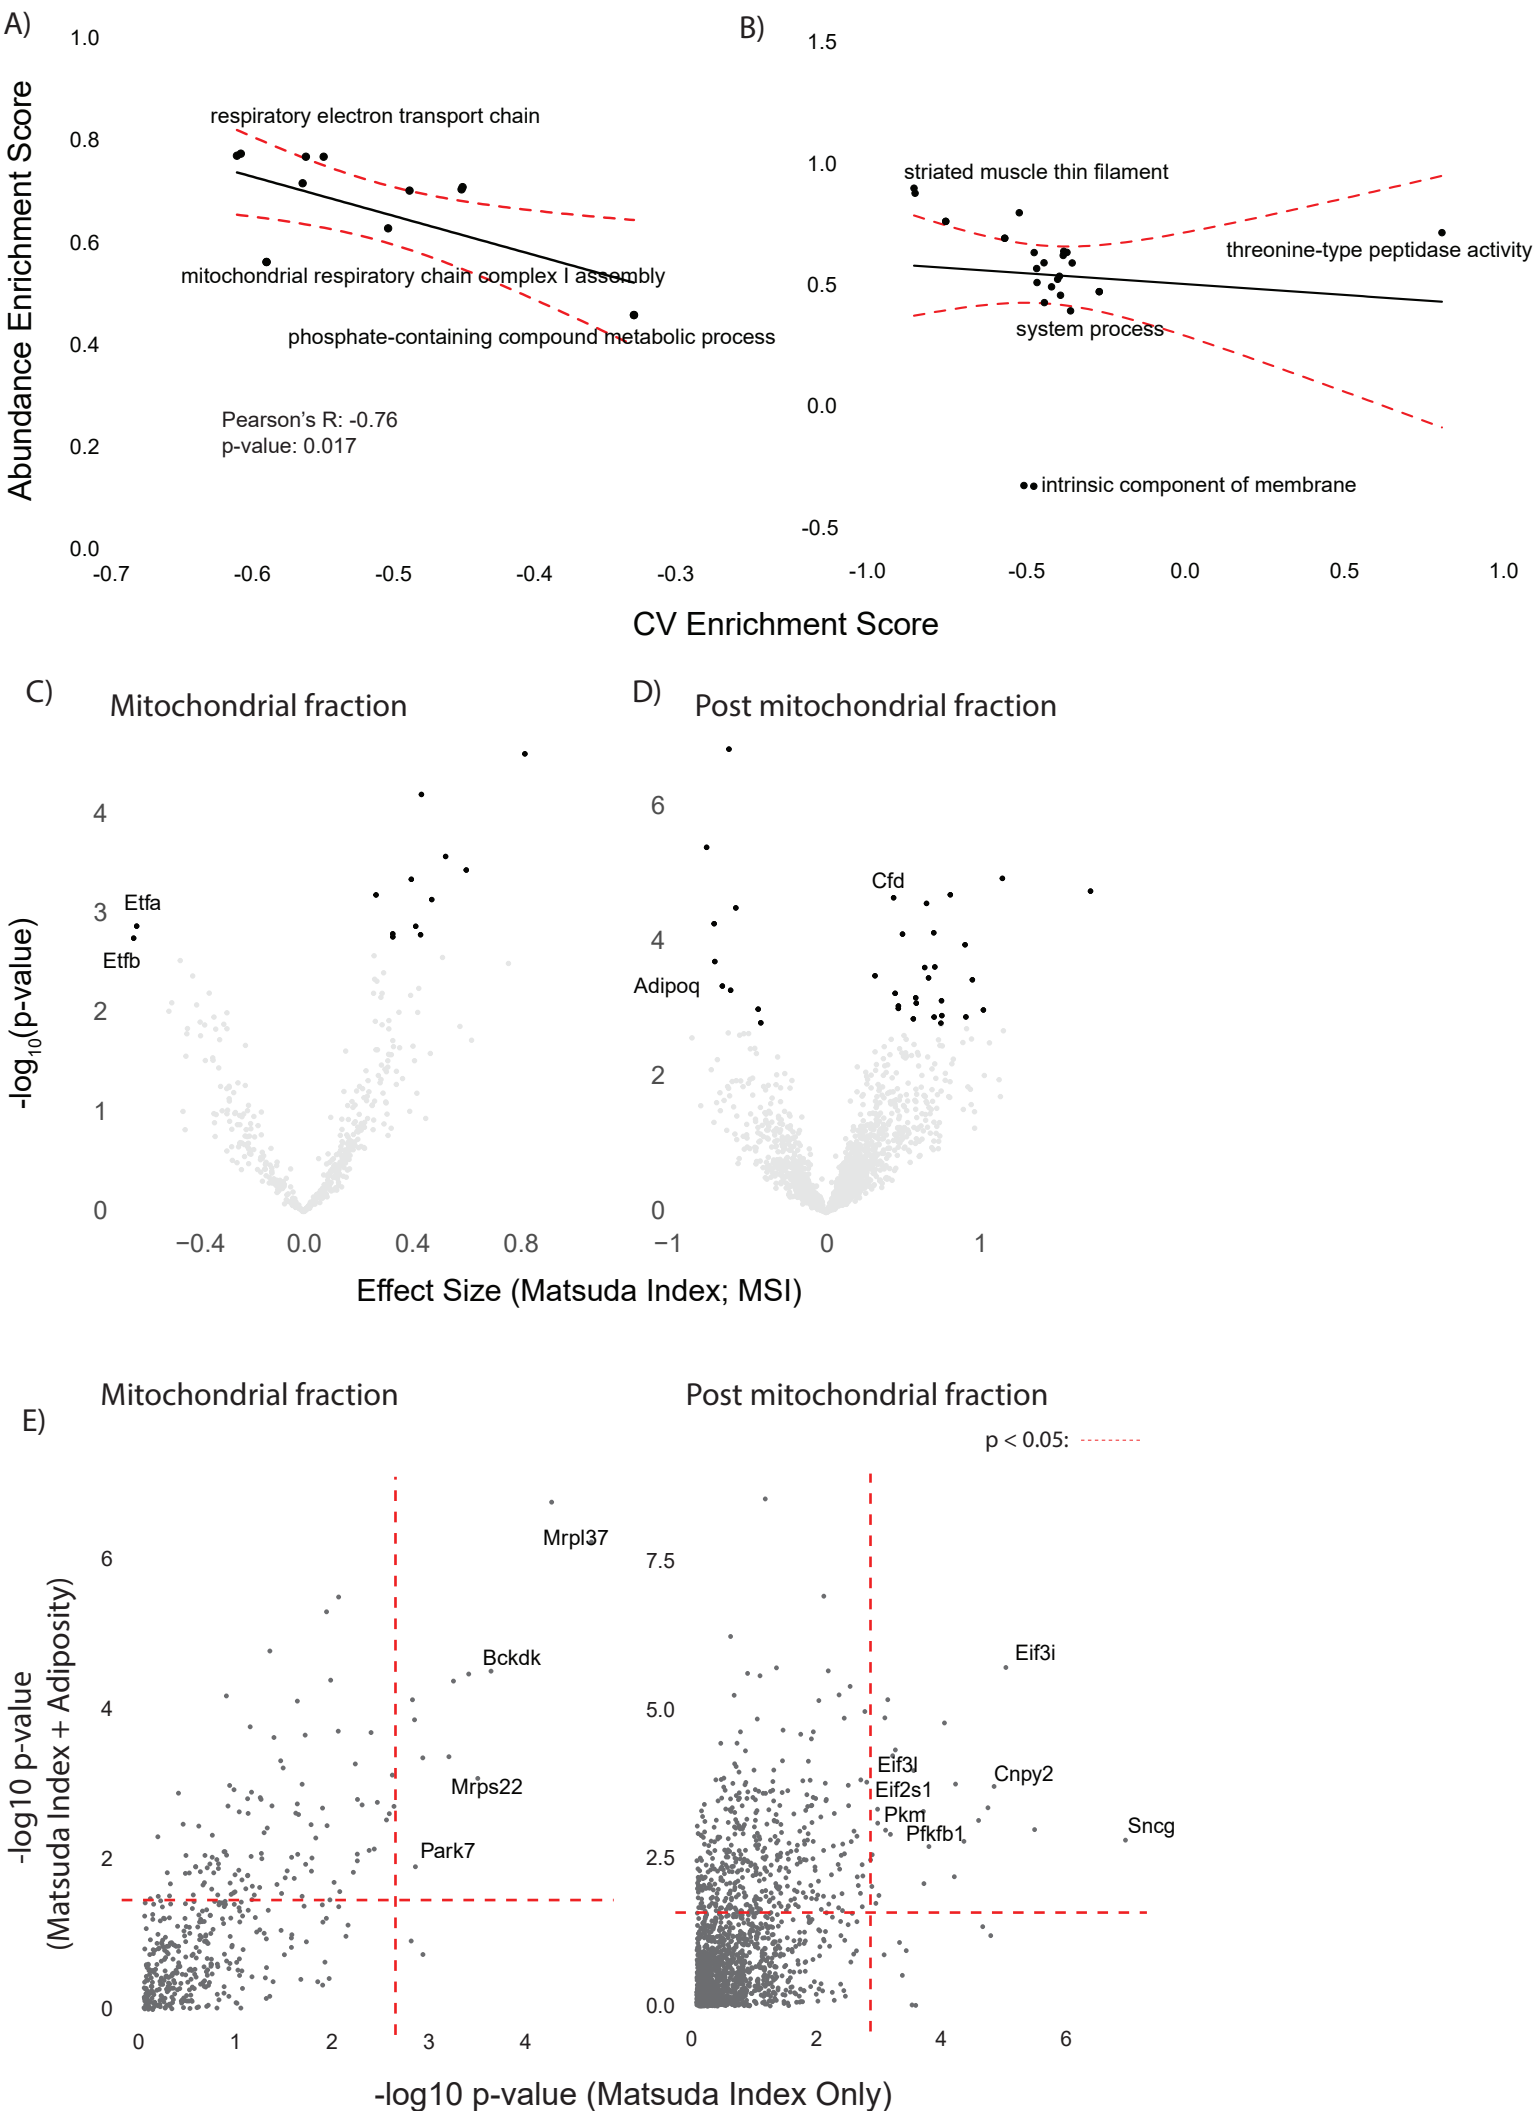 A)
1.0
0.8
0.6
0.4
0.2
0.0
Abundance Enrichment Score
respiratory electron transport chain
mitochondrial respiratory chain complex I assembly
phosphate-containing compound metabolic process
Pearson's R: -0.76
p-value: 0.017
-0.7 -0.6 -0.5 -0.4 -0.3
B)
1.5
1.0
0.5
0.0
-0.5
striated muscle thin filament
threonine-type peptidase activity
system process
intrinsic component of membrane
-1.0 -0.5 0.0 0.5 1.0
CV Enrichment Score
C)
Mitochondrial fraction
4
3
2
1
0
-log10(p-value)
Etfa
Etfb
−0.4 0.0 0.4 0.8
D)
Post mitochondrial fraction
6
4
2
0
Cfd
Adipoq
−1 0 1
Effect Size (Matsuda Index; MSI)
E)
Mitochondrial fraction
6
4
2
0
-log10 p-value
(Matsuda Index + Adiposity)
Mrpl37
Bckdk
Mrps22
Park7
0 1 2 3 4
Post mitochondrial fraction
p < 0.05:
7.5
5.0
2.5
0.0
Eif3i
Eif3l
Cnpy2
Eif2s1
Pkm
Pfkfb1
Sncg
0 2 4 6
-log10 p-value (Matsuda Index Only)